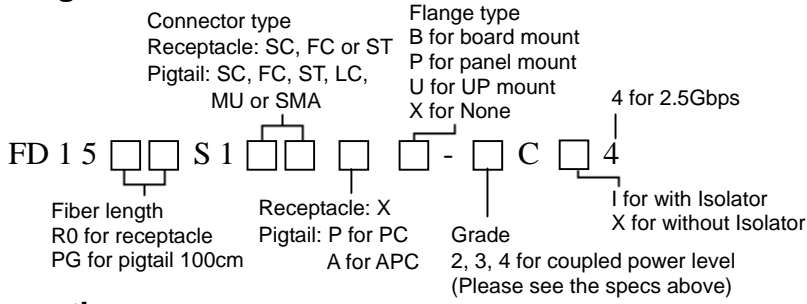 Connector type
Receptacle: SC, FC or ST
Pigtail: SC, FC, ST, LC,
MU or SMA
Flange type
B for board mount
P for panel mount
U for UP mount
X for None
4 for 2.5Gbps
FD 1 5 □□ S 1 □□ □ □ - □ C □ 4
Fiber length
R0 for receptacle
PG for pigtail 100cm
Receptacle: X
Pigtail: P for PC
A for APC
Grade
2, 3, 4 for coupled power level
(Please see the specs above)
I for with Isolator
X for without Isolator